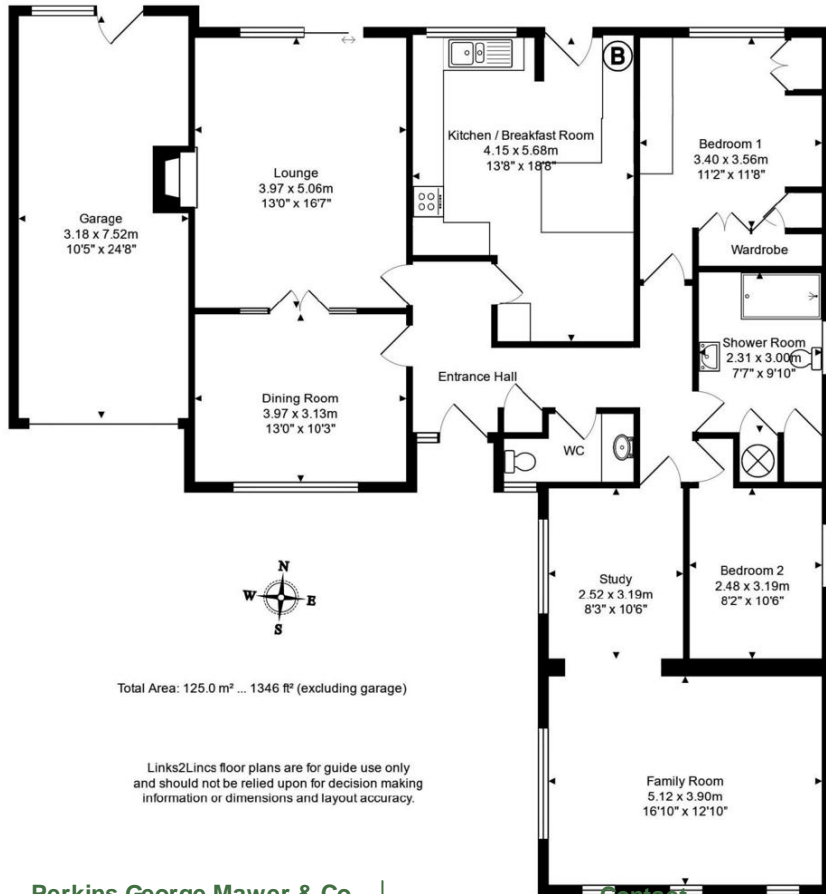 B
Kitchen / Breakfast Room
4.15 x 5.68m
13'8" x 18'8"
Bedroom 1
3.40 x 3.56m
11'2" x 11'8"
Lounge
3.97 x 5.06m
13'0" x 16'7"
Garage
3.18 x 7.52m
10'5" x 24'8"
Wardrobe
Shower Room
2.31 x 3.00m
7'7" x 9'10"
Entrance Hall
Dining Room
3.97 x 3.13m
13'0" x 10'3"
WC
Study
2.52 x 3.19m
8'3" x 10'6"
Bedroom 2
2.48 x 3.19m
8'2" x 10'6"
N
W E
S
Total Area: 125.0 m² ... 1346 ft² (excluding garage)
Links2Lincs floor plans are for guide use only
and should not be relied upon for decision making
information or dimensions and layout accuracy.
Family Room
5.12 x 3.90m
16'10" x 12'10"
Perkins George Mawer & Co
Contact